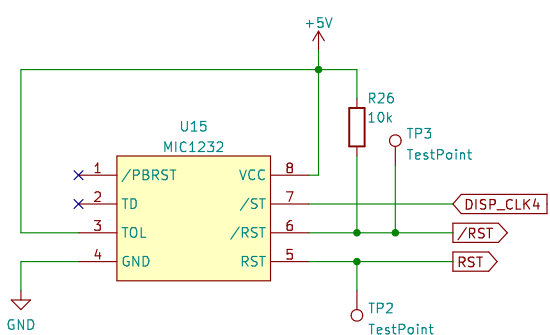 +5V
R26
10k
TP3
TestPoint
U15
MIC1232
1 /PBRST VCC 8
2 TD /ST 7 DISP_CLK4
3 TOL /RST 6 /RST
4 GND RST 5 RST
GND
TP2
TestPoint